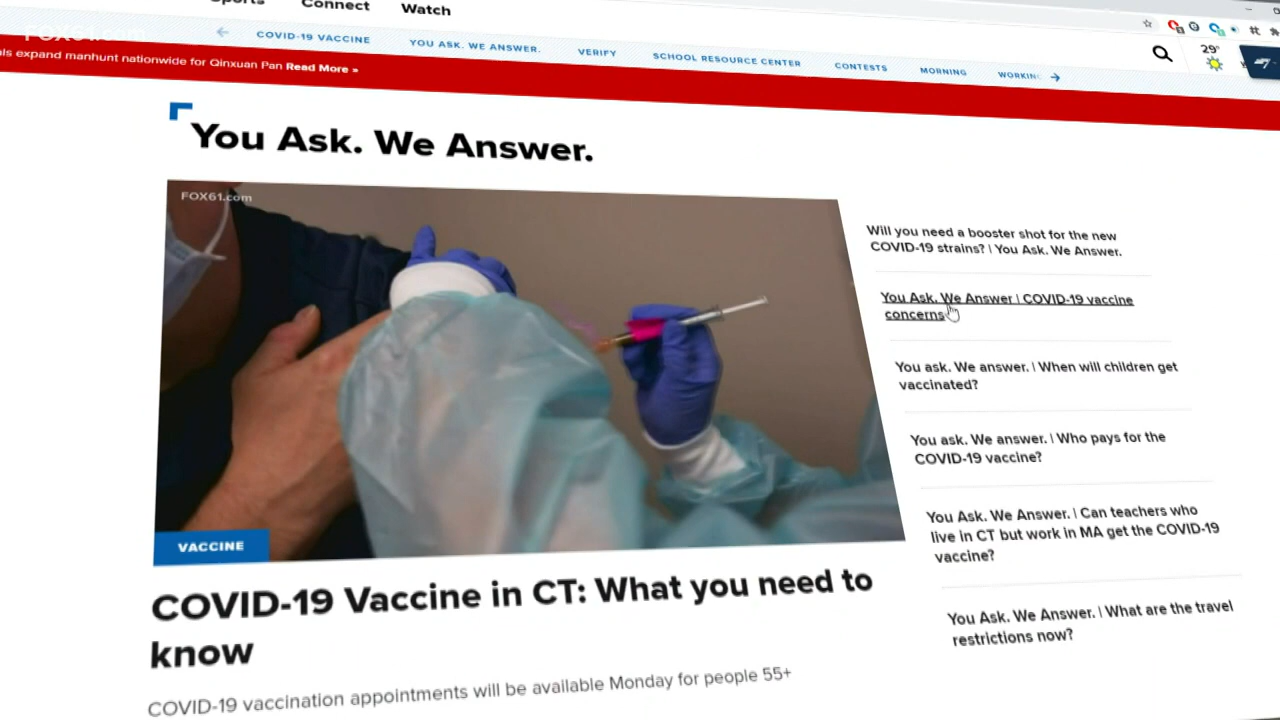 Sports Connect Watch
FOX61.com
COVID-19 VACCINE YOU ASK. WE ANSWER. VERIFY SCHOOL RESOURCE CENTER CONTESTS MORNING
29°
expand manhunt nationwide for Qinxuan Pan Read More »
You Ask. We Answer.
FOX61.com
VACCINE
COVID-19 Vaccine in CT: What you need to
know
COVID-19 vaccination appointments will be available Monday for people 55+
Will you need a booster shot for the new
COVID-19 strains? | You Ask. We Answer.
You Ask. We Answer | COVID-19 vaccine
concerns
You ask. We answer. | When will children get
vaccinated?
You ask. We answer. | Who pays for the
COVID-19 vaccine?
You Ask. We Answer. | Can teachers who
live in CT but work in MA get the COVID-19
vaccine?
You Ask. We Answer. | What are the travel
restrictions now?